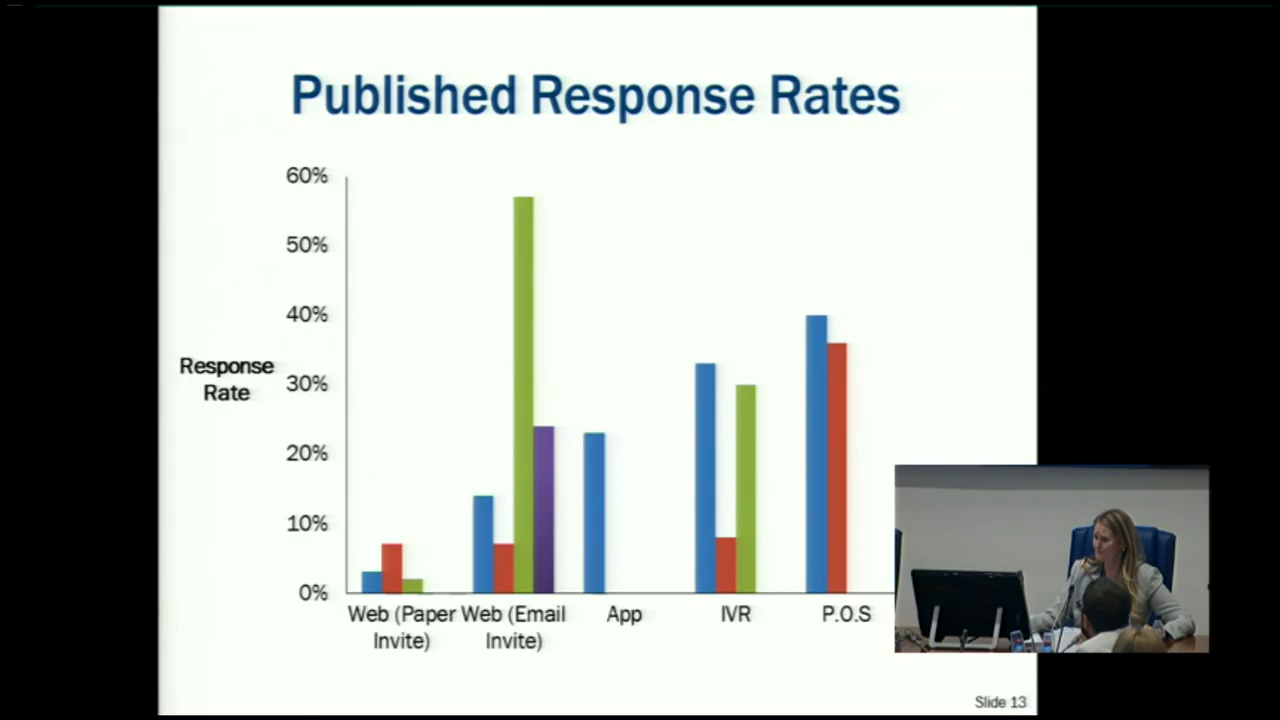 Published Response Rates
60%
50%
40%
30%
20%
10%
0%
Response
Rate
Web (Paper
Invite)
Web (Email
Invite)
App
IVR
P.O.S
Slide 13